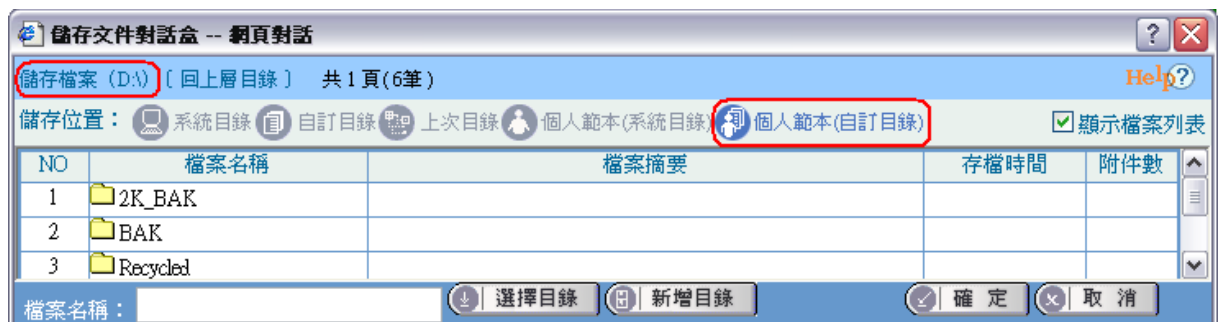 儲存文件對話盒 -- 網頁對話
儲存檔案 (D:\) 〔回上層目錄〕 共1頁(6筆) Help?
儲存位置： 系統目錄 自訂目錄 上次目錄 個人範本(系統目錄) 個人範本(自訂目錄) 顯示檔案列表
NO 檔案名稱 檔案摘要 存檔時間 附件數
1 2K_BAK
2 BAK
3 Recycled
檔案名稱： 選擇目錄 新增目錄 確定 取消